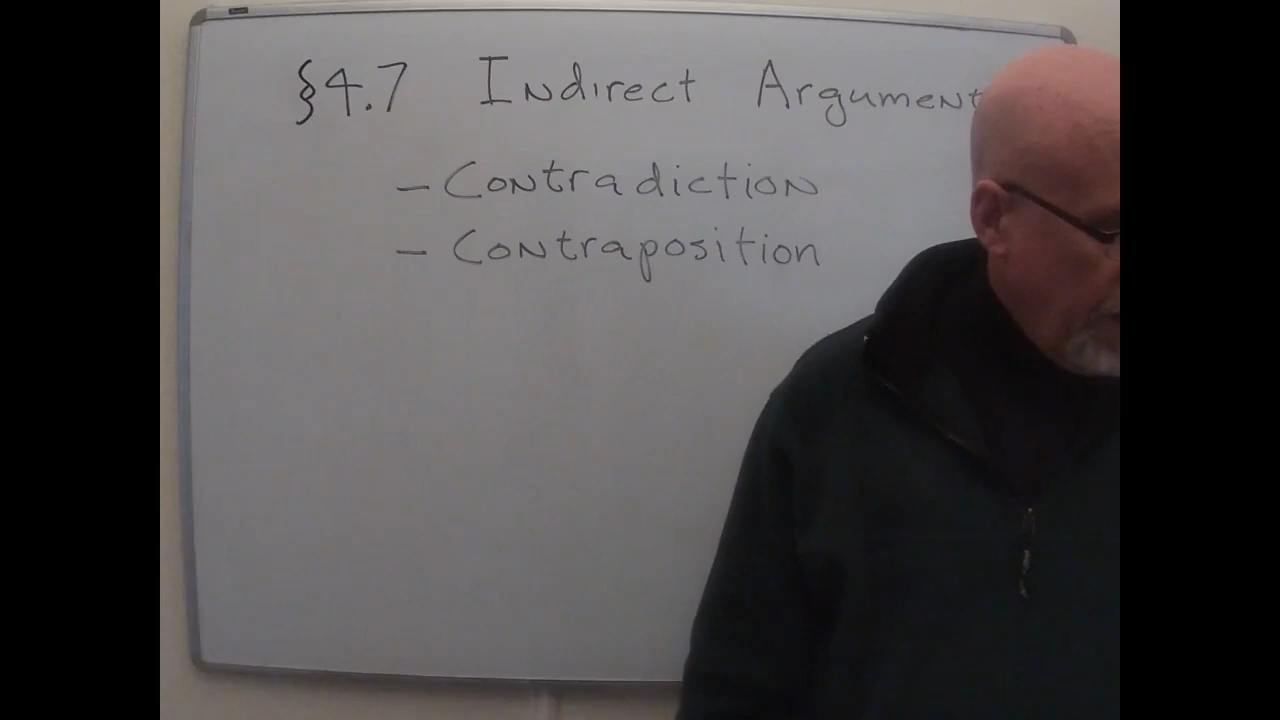 §4.7 Indirect Argument
- Contradiction
- Contraposition